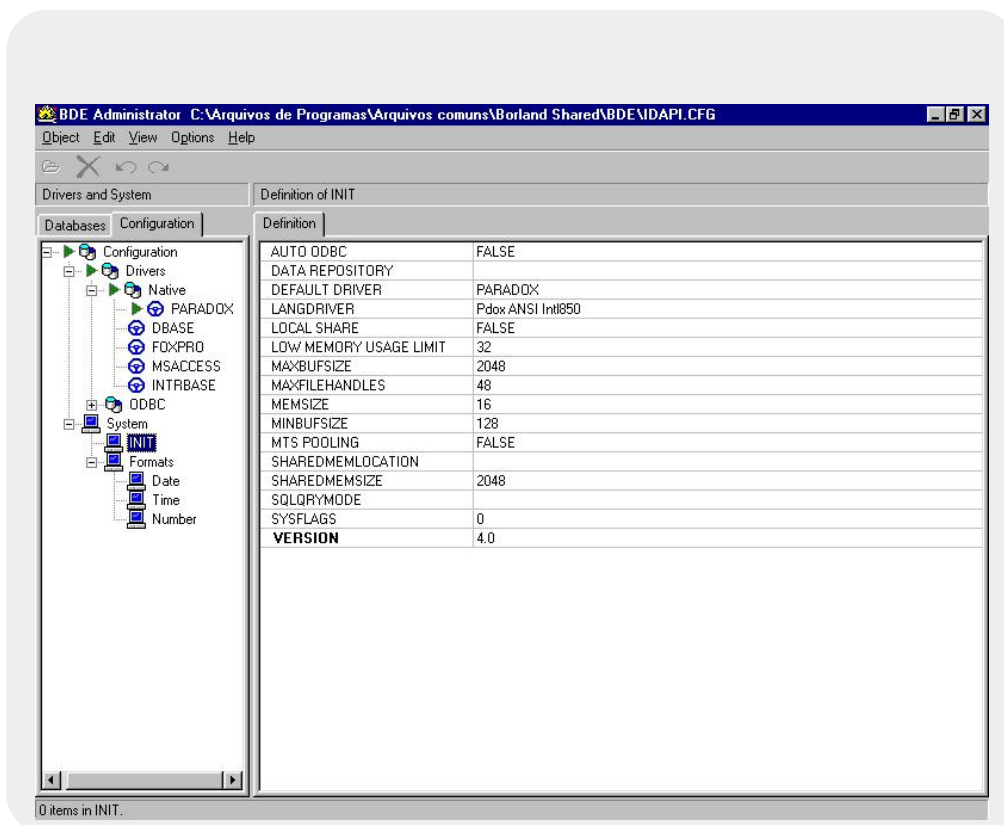 BDE Administrator C:\Arquivos de Programas\Arquivos comuns\Borland Shared\BDE\IDAPI.CFG
Object Edit View Options Help
Drivers and System
Definition of INIT
Databases Configuration
Definition
Configuration
Drivers
Native
PARADOX
DBASE
FOXPRO
MSACCESS
INTRBASE
ODBC
System
INIT
Formats
Date
Time
Number
AUTO ODBC FALSE
DATA REPOSITORY
DEFAULT DRIVER PARADOX
LANGDRIVER Pdox ANSI Intl850
LOCAL SHARE FALSE
LOW MEMORY USAGE LIMIT 32
MAXBUFSIZE 2048
MAXFILEHANDLES 48
MEMSIZE 16
MINBUFSIZE 128
MTS POOLING FALSE
SHAREDMEMLOCATION
SHAREDMEMSIZE 2048
SQLQRYMODE
SYSFLAGS 0
VERSION 4.0
0 items in INIT.